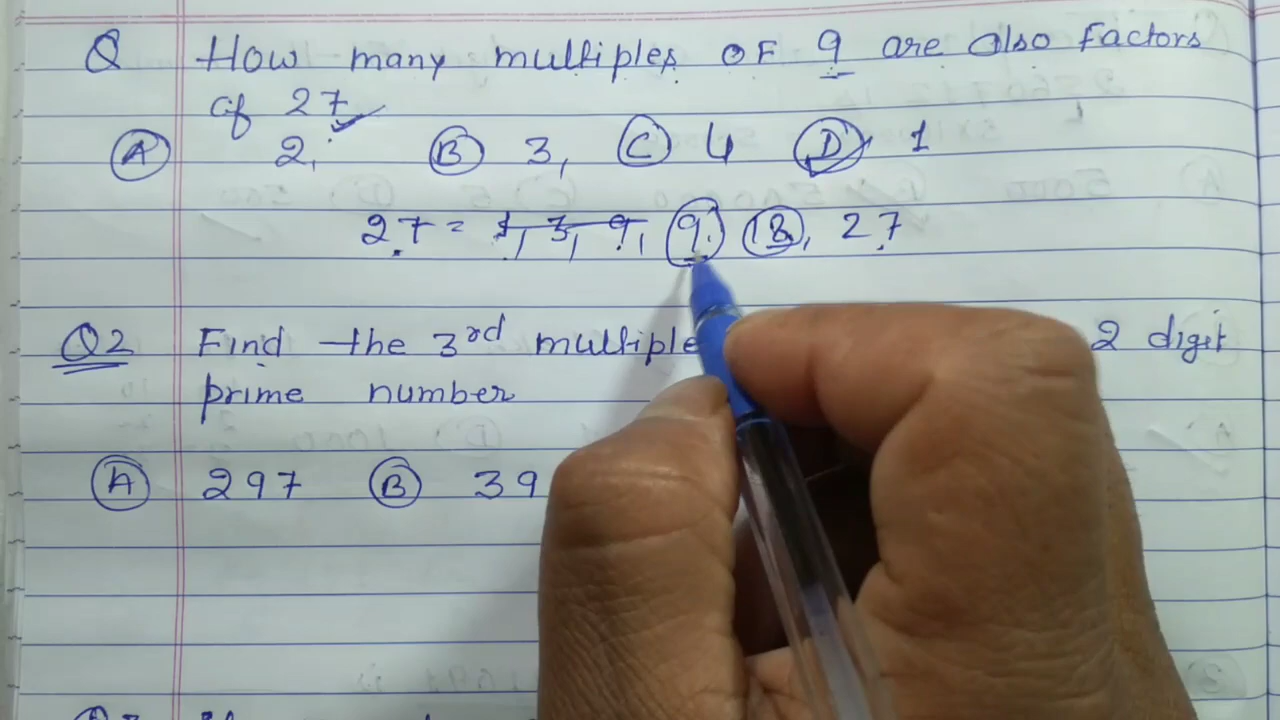 Q How many multiples of 9 are also factors
of 27
A 2, B 3, C 4 D 1
27 = 1, 3, 9, 9, 18, 27
Q2 Find the 3rd multiple 2 digit
prime number
A 297 B 39